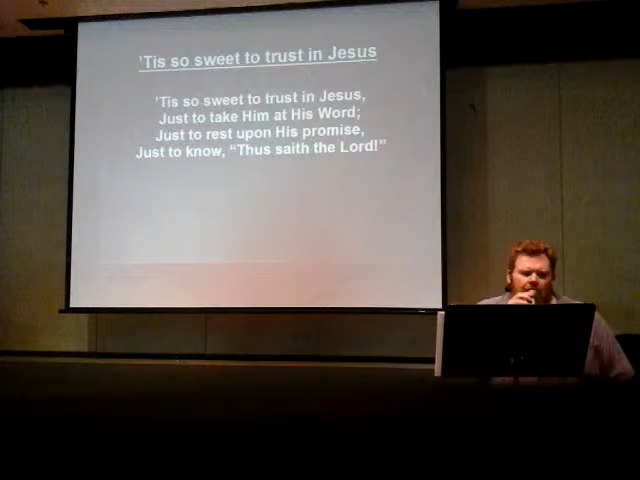 'Tis so sweet to trust in Jesus
'Tis so sweet to trust in Jesus,
Just to take Him at His Word;
Just to rest upon His promise,
Just to know, “Thus saith the Lord!”